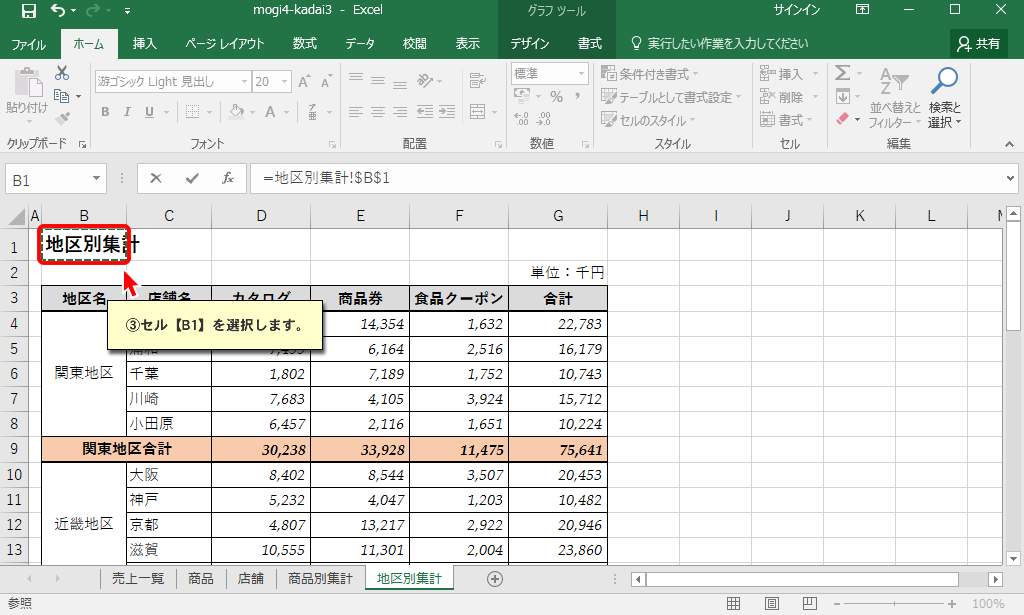 mogi4-kadai3 - Excel
グラフ ツール
サインイン
ファイル ホーム 挿入 ページ レイアウト 数式 データ 校閲 表示 デザイン 書式 実行したい作業を入力してください 共有
貼り付け
クリップボード
游ゴシック Light 見出し 20
B I U
フォント
配置
標準
%
数値
条件付き書式
テーブルとして書式設定
セルのスタイル
スタイル
挿入
削除
書式
セル
並べ替えと
フィルター
検索と
選択
編集
B1 =地区別集計!$B$1
A B C D E F G H I J K L
1 地区別集計
2 単位：千円
3 地区名 店舗名 カタログ 商品券 食品クーポン 合計
③セル【B1】を選択します。
4 14,354 1,632 22,783
5 6,164 2,516 16,179
6 関東地区 千葉 1,802 7,189 1,752 10,743
7 川崎 7,683 4,105 3,924 15,712
8 小田原 6,457 2,116 1,651 10,224
9 関東地区合計 30,238 33,928 11,475 75,641
10 大阪 8,402 8,544 3,507 20,453
11 神戸 5,232 4,047 1,203 10,482
12 近畿地区 京都 4,807 13,217 2,922 20,946
13 滋賀 10,555 11,301 2,004 23,860
売上一覧 商品 店舗 商品別集計 地区別集計
参照 100%